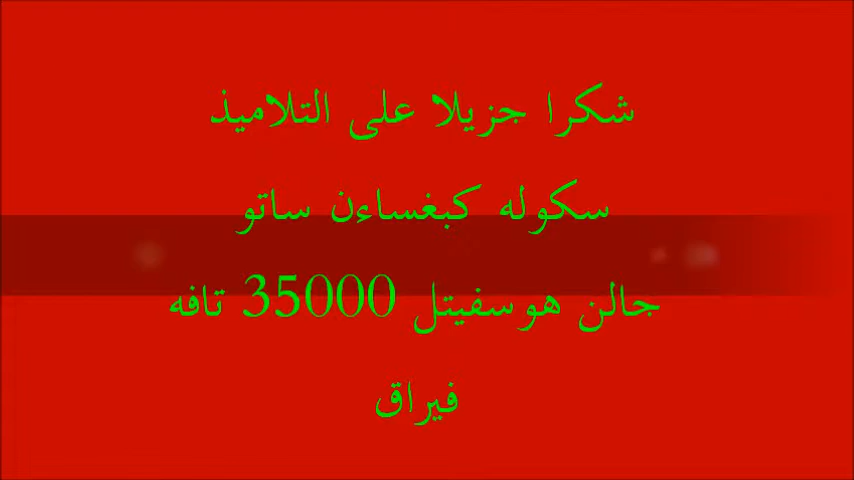 شكرا جزيلا على التلاميذ
سكوله كبغساءن ساتو
جالن هوسفيتل 35000 تافه
فيراق